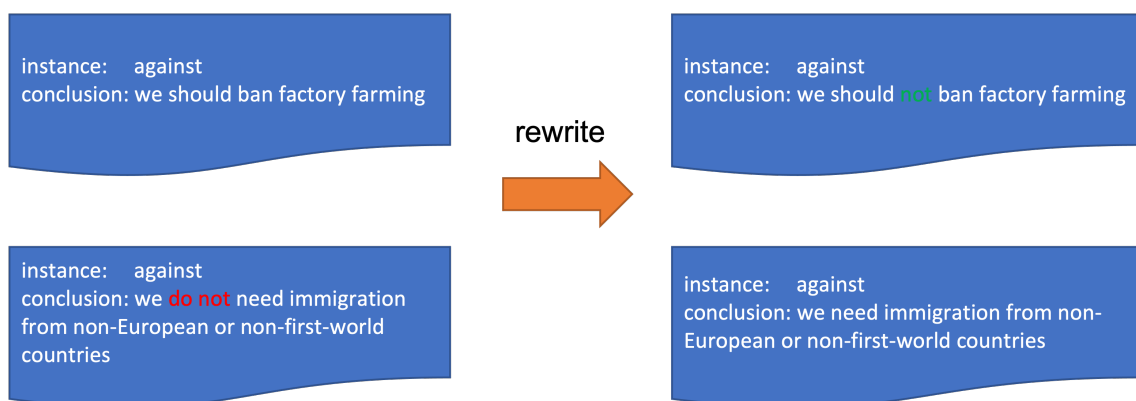 instance: against
conclusion: we should ban factory farming
rewrite
instance: against
conclusion: we should not ban factory farming
instance: against
conclusion: we do not need immigration
from non-European or non-first-world
countries
instance: against
conclusion: we need immigration from non-
European or non-first-world countries